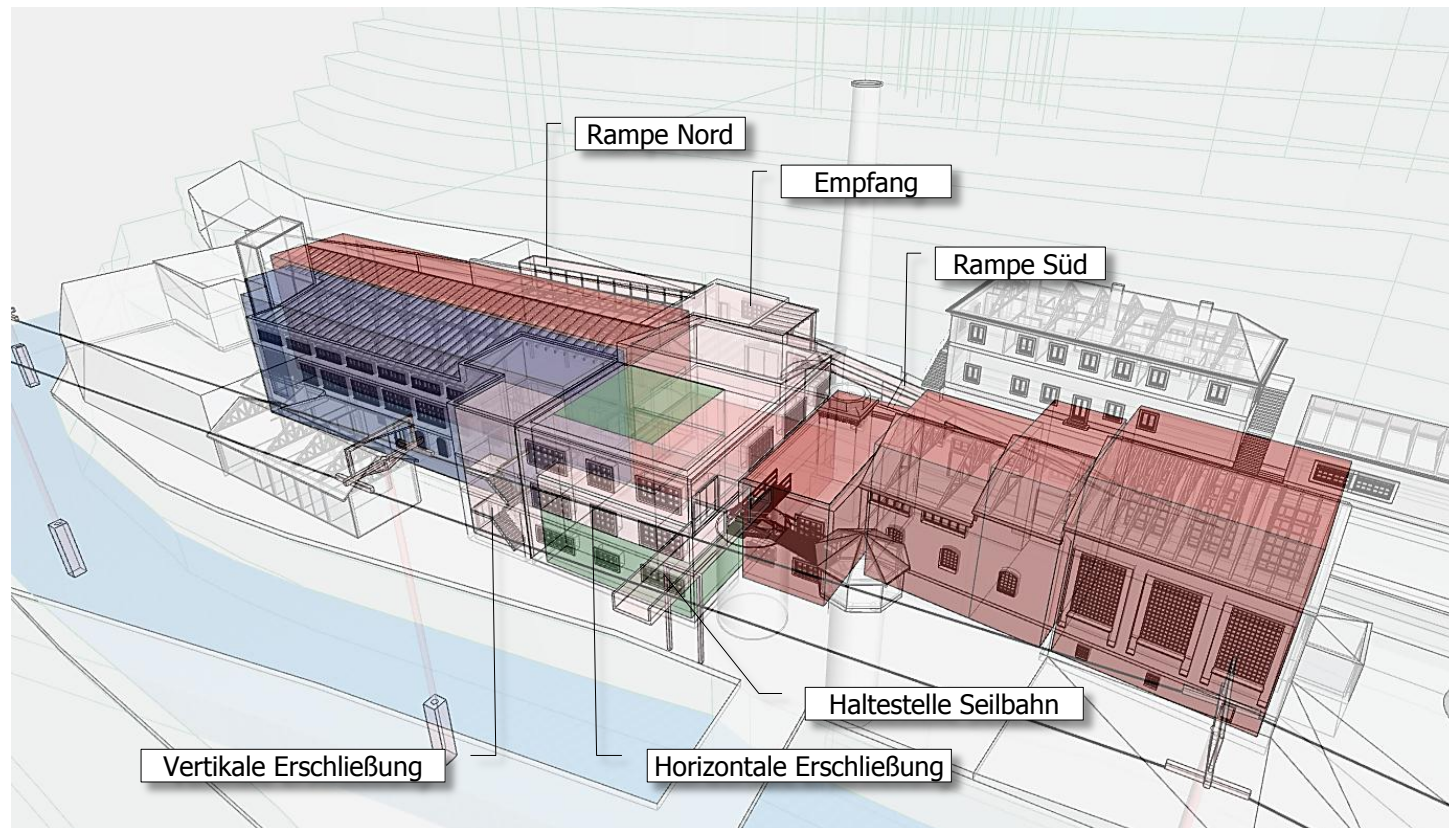 Rampe Nord
Empfang
Rampe Süd
Haltestelle Seilbahn
Vertikale Erschließung
Horizontale Erschließung